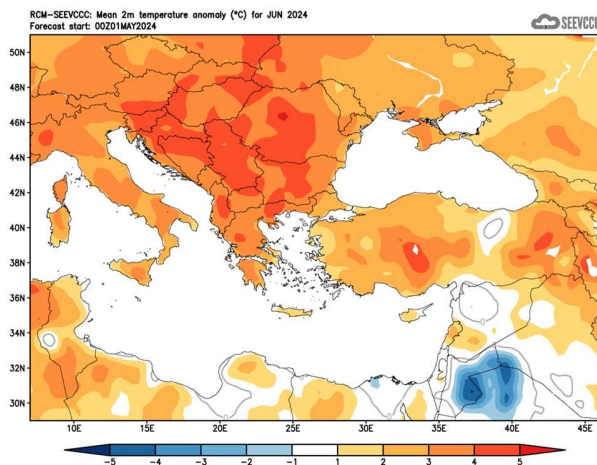 RCM-SEEVCCC: Mean 2m temperature anomaly (°C) for JUN 2024
Forecast start: 00Z01MAY2024
SEEVCCC
50N
48N
46N
44N
42N
40N
38N
36N
34N
32N
30N
10E 15E 20E 25E 30E 35E 40E 45E
-5 -4 -3 -2 -1 1 2 3 4 5